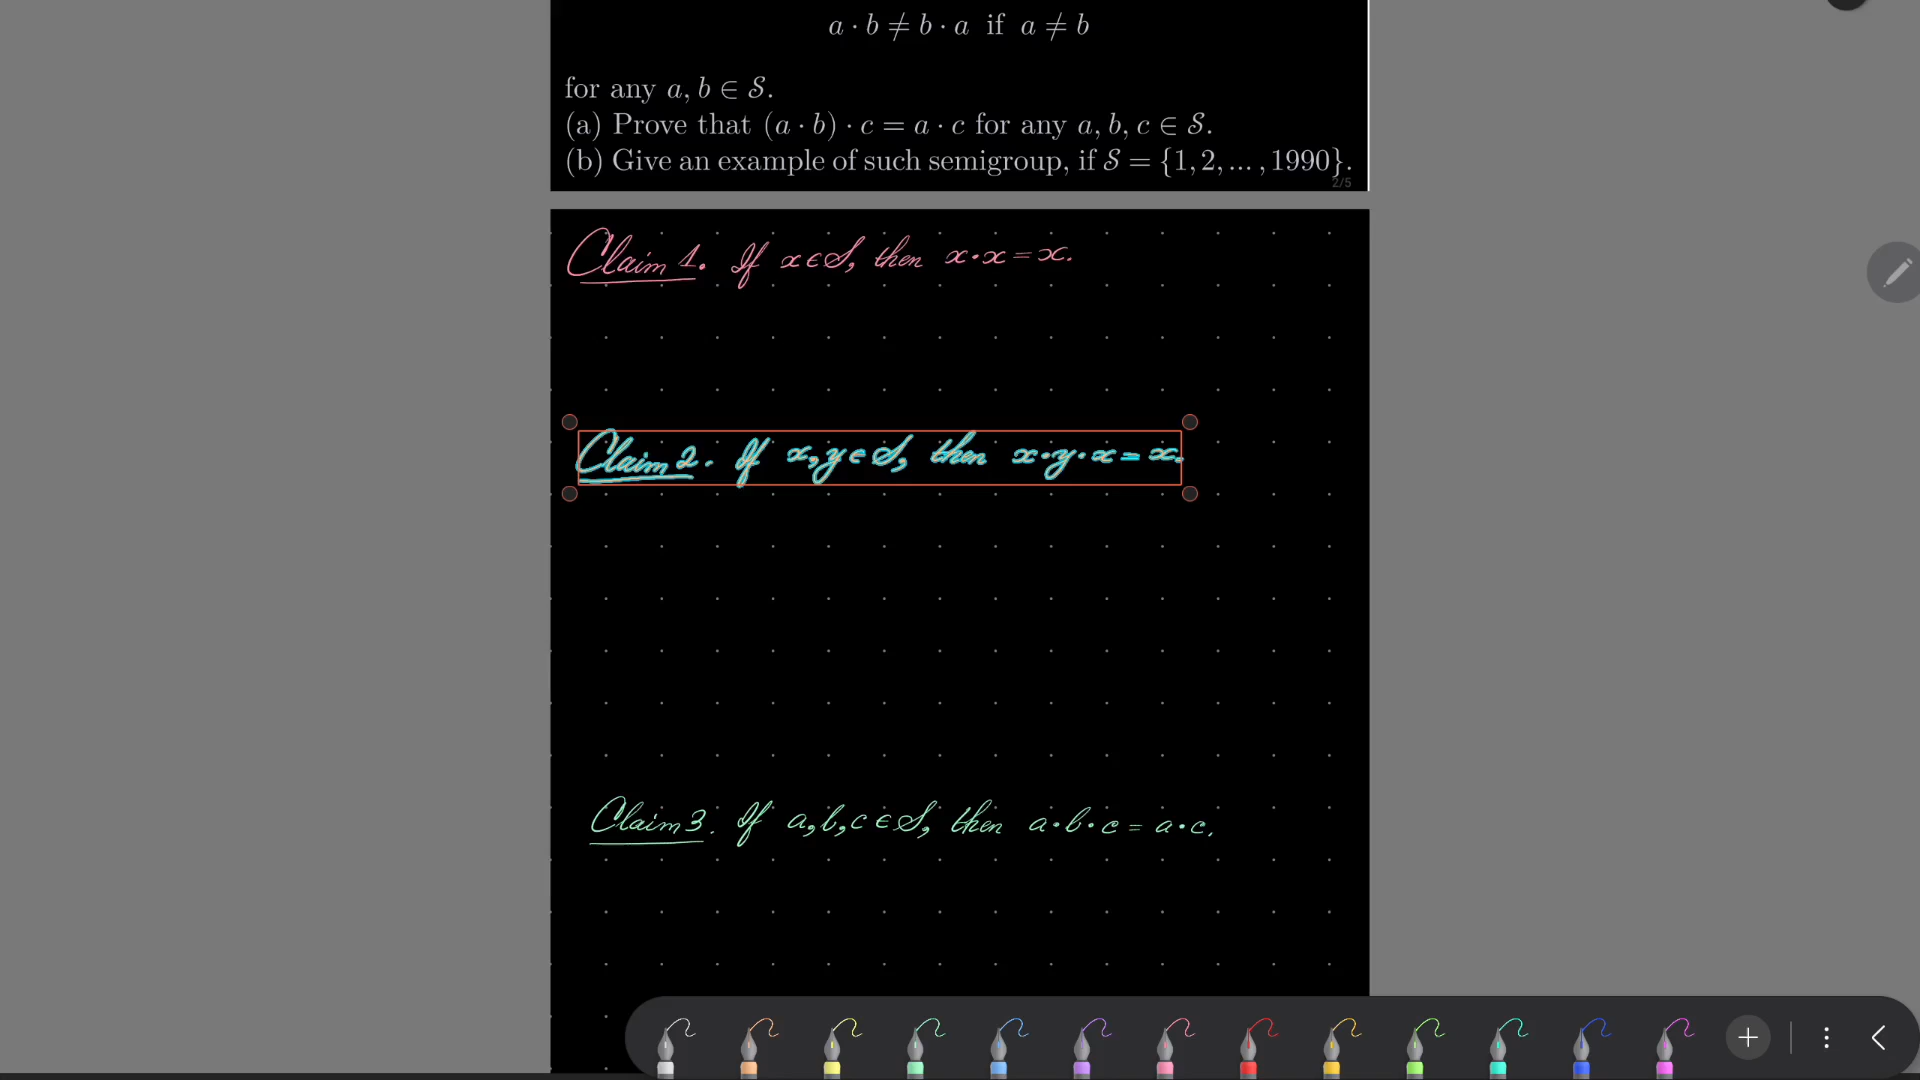 a · b ≠ b · a if a ≠ b
for any a, b ∈ 𝒮.
(a) Prove that (a · b) · c = a · c for any a, b, c ∈ 𝒮.
(b) Give an example of such semigroup, if 𝒮 = {1, 2, ... , 1990}.
2/5
Claim 1. If x ∈ S, then x · x = x.
Claim 2. If x, y ∈ S, then x · y · x = x.
Claim 3. If a, b, c ∈ S, then a · b · c = a · c.